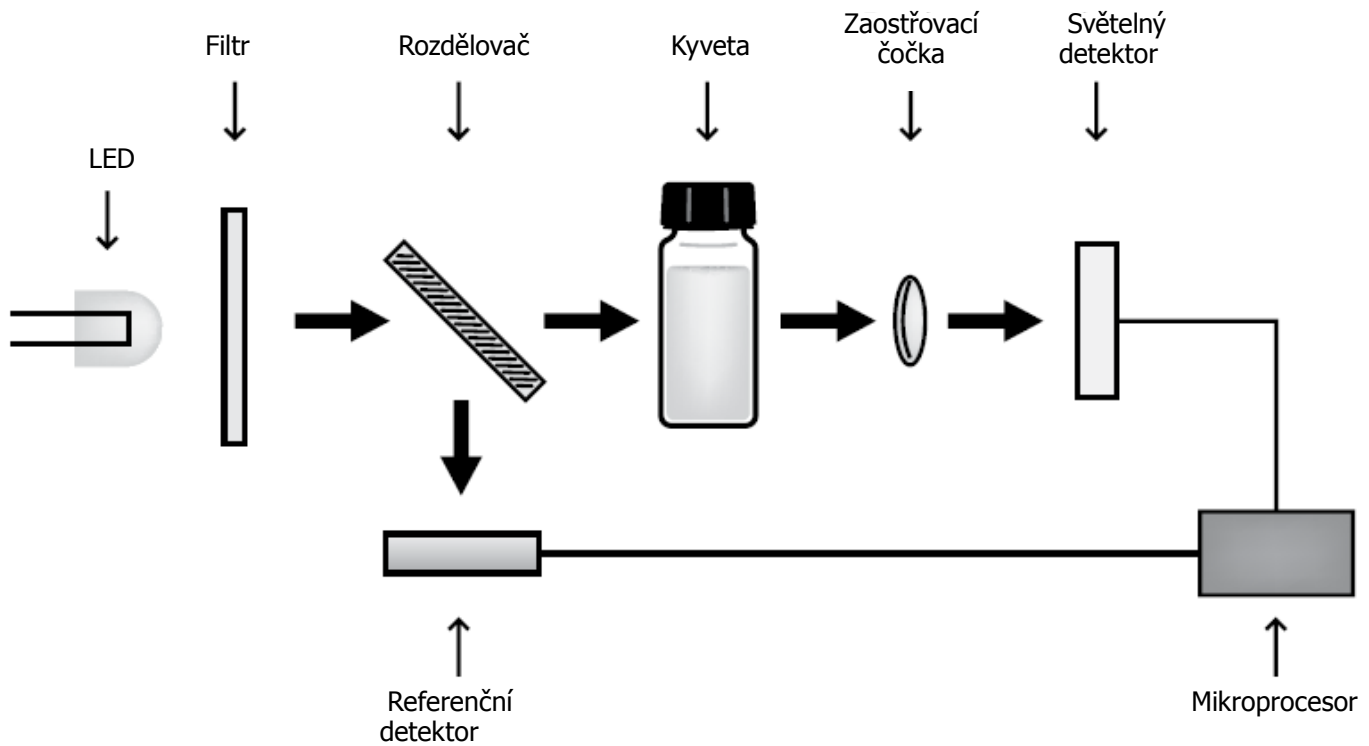 Filtr
Rozdělovač
Kyveta
Zaostřovací
čočka
Světelný
detektor
LED
Referenční
detektor
Mikroprocesor